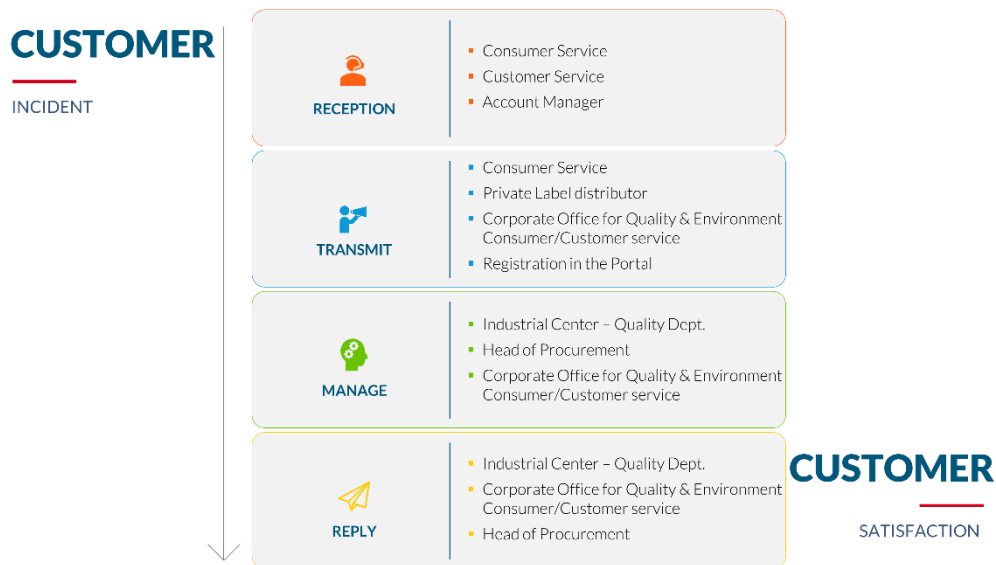 CUSTOMER
INCIDENT
RECEPTION
Consumer Service
Customer Service
Account Manager
TRANSMIT
Consumer Service
Private Label distributor
Corporate Office for Quality & Environment
Consumer/Customer service
Registration in the Portal
MANAGE
Industrial Center – Quality Dept.
Head of Procurement
Corporate Office for Quality & Environment
Consumer/Customer service
REPLY
Industrial Center – Quality Dept.
Corporate Office for Quality & Environment
Consumer/Customer service
Head of Procurement
CUSTOMER
SATISFACTION